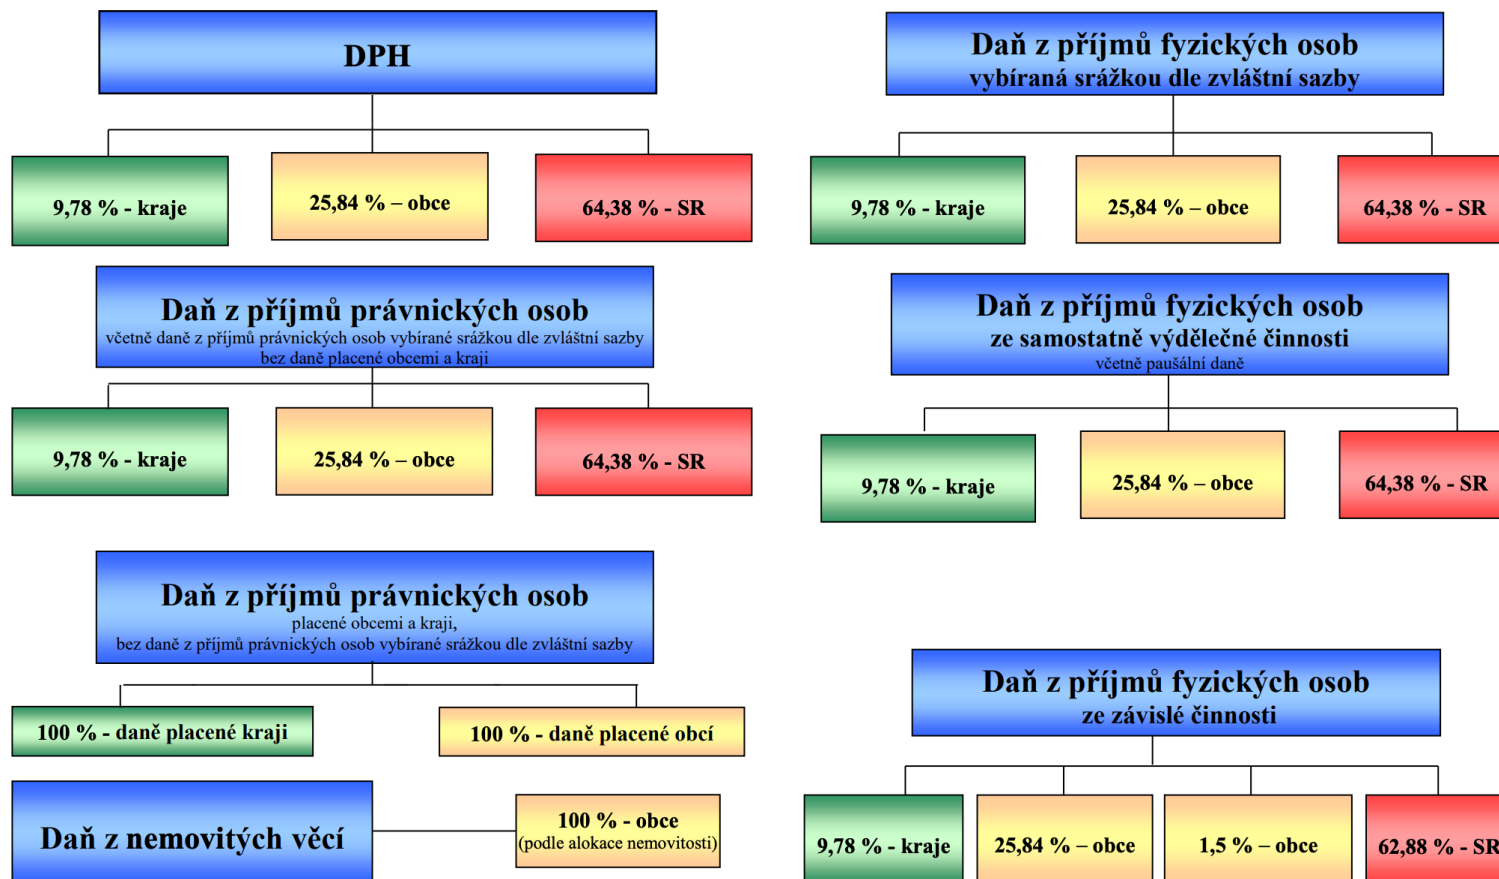 DPH
9,78 % - kraje
25,84 % – obce
64,38 % - SR
Daň z příjmů právnických osob
včetně daně z příjmů právnických osob vybírané srážkou dle zvláštní sazby
bez daně placené obcemi a kraji
9,78 % - kraje
25,84 % – obce
64,38 % - SR
Daň z příjmů právnických osob
placené obcemi a kraji,
bez daně z příjmů právnických osob vybírané srážkou dle zvláštní sazby
100 % - daně placené kraji
100 % - daně placené obcí
Daň z nemovitých věcí
100 % - obce
(podle alokace nemovitosti)
Daň z příjmů fyzických osob
vybíraná srážkou dle zvláštní sazby
9,78 % - kraje
25,84 % – obce
64,38 % - SR
Daň z příjmů fyzických osob
ze samostatně výdělečné činnosti
včetně paušální daně
9,78 % - kraje
25,84 % – obce
64,38 % - SR
Daň z příjmů fyzických osob
ze závislé činnosti
9,78 % - kraje
25,84 % – obce
1,5 % – obce
62,88 % - SR